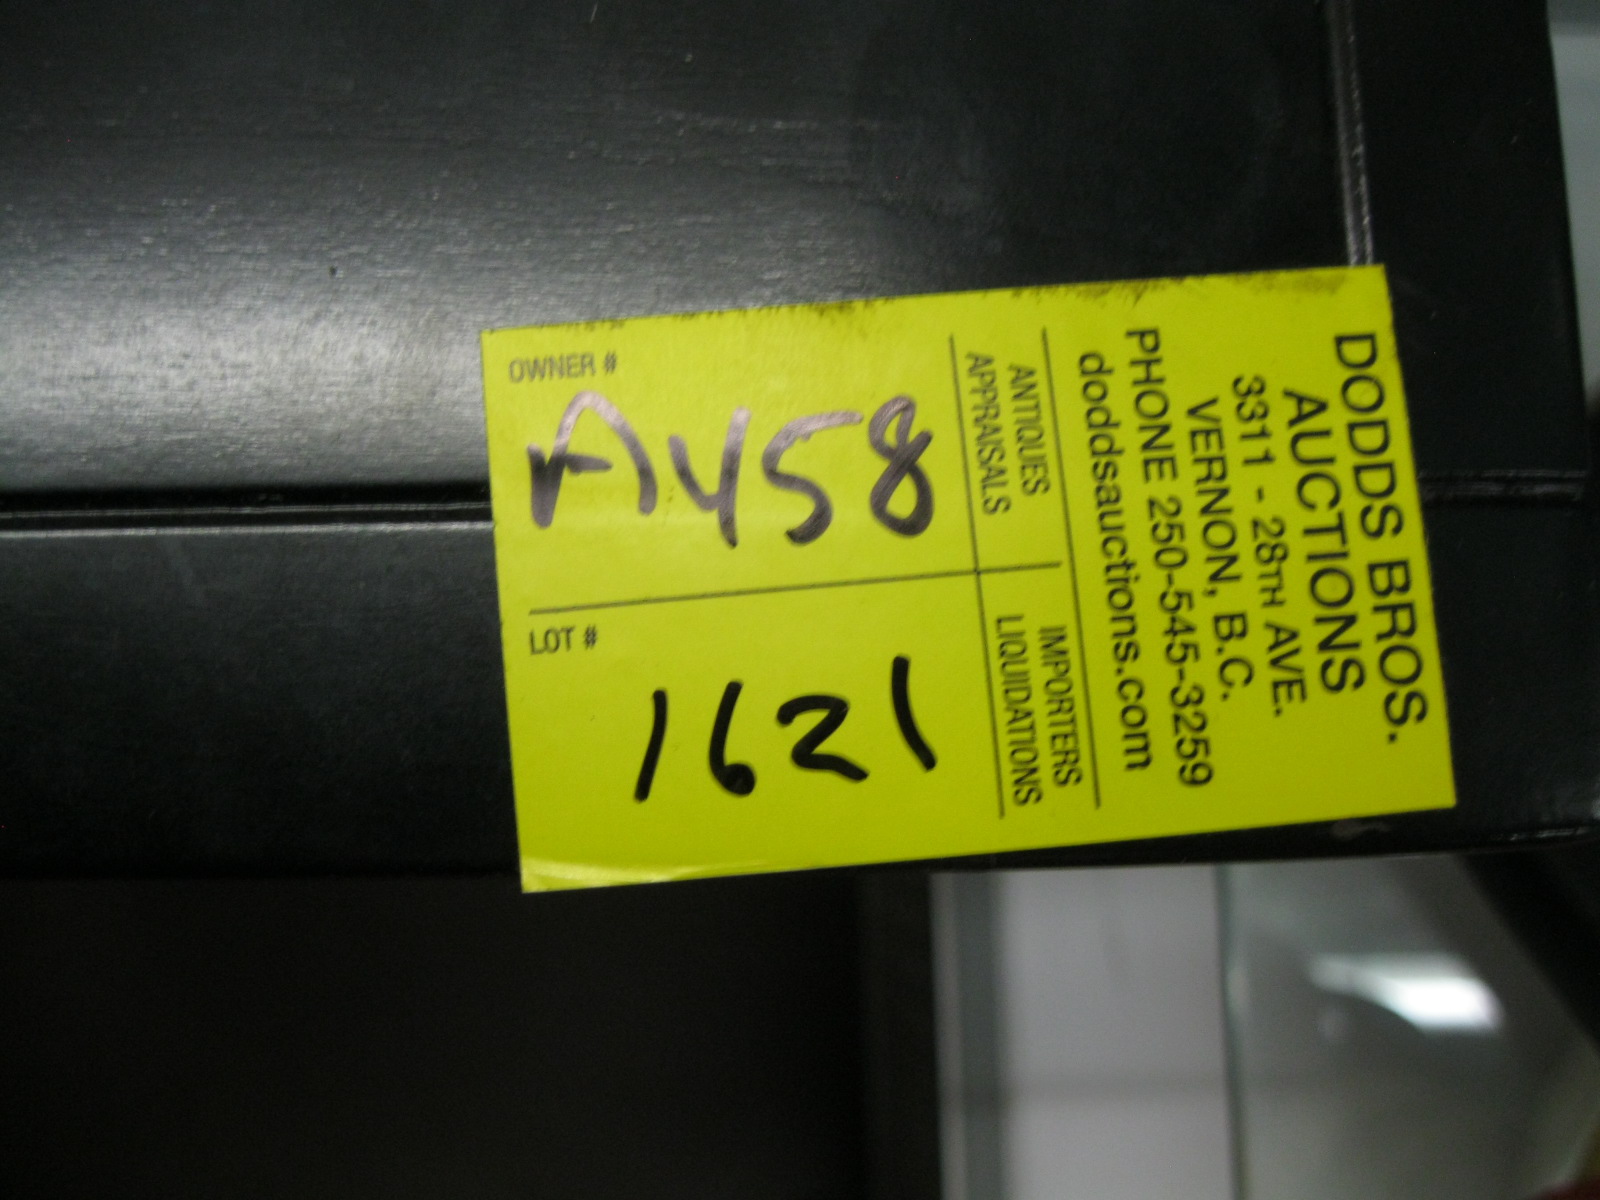 DODDS BROS.
AUCTIONS
3311 - 28TH AVE.
VERNON, B.C.
PHONE 250-545-3259
doddsauctions.com
ANTIQUES
APPRAISALS
IMPORTERS
LIQUIDATIONS
OWNER #
A458
LOT #
1621